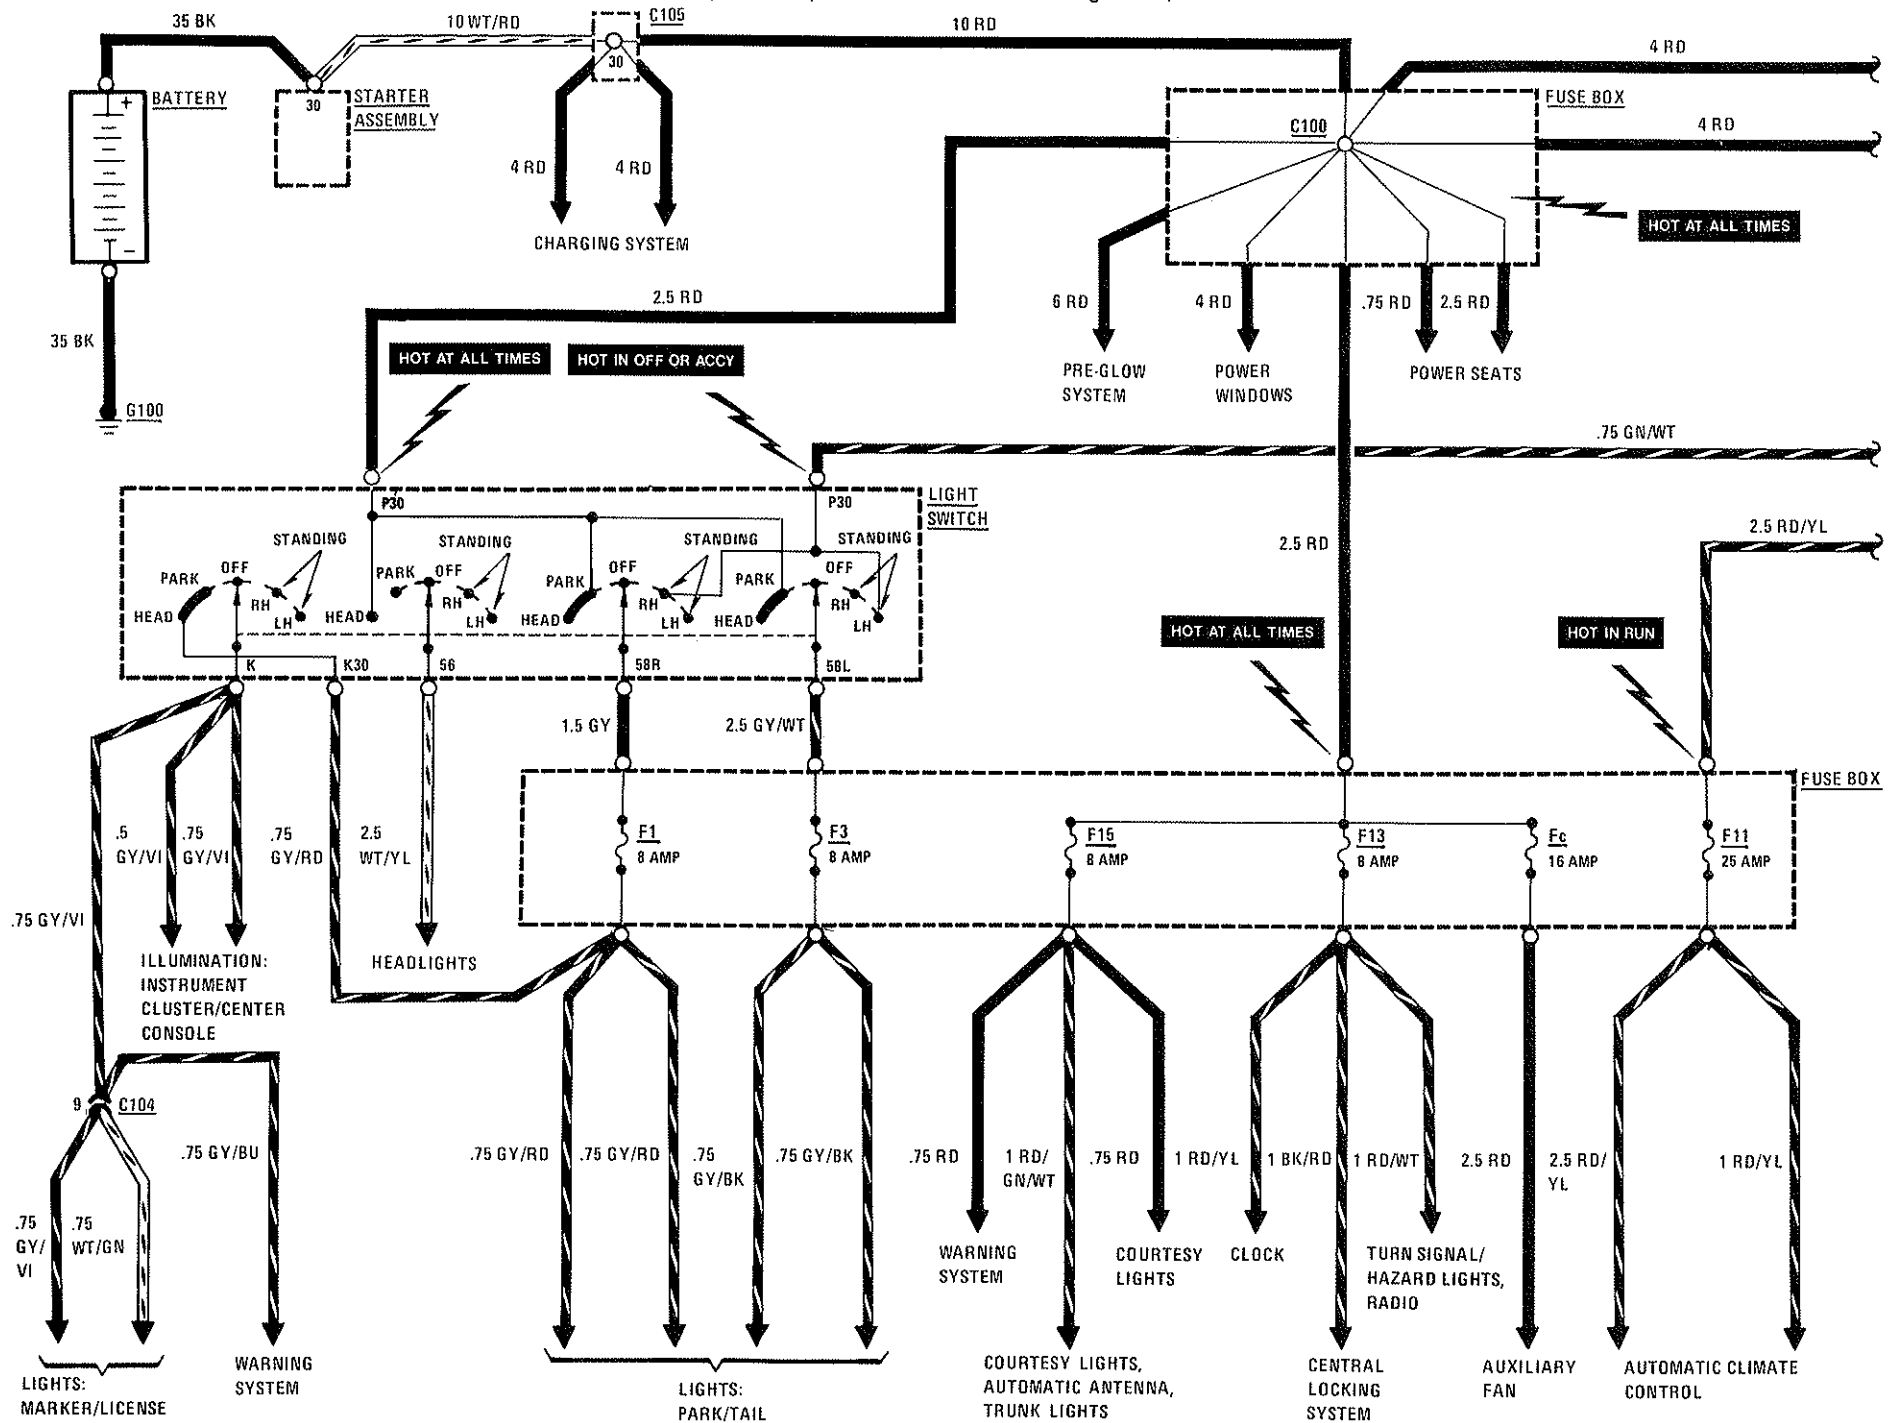 35 BK
10 WT/RD
C105
10 RD
4 RD
30
BATTERY
+
−
30
STARTER
ASSEMBLY
FUSE BOX
C100
4 RD
4 RD
4 RD
CHARGING SYSTEM
HOT AT ALL TIMES
2.5 RD
6 RD
4 RD
.75 RD
2.5 RD
35 BK
G100
HOT AT ALL TIMES
HOT IN OFF OR ACCY
PRE-GLOW
SYSTEM
POWER
WINDOWS
POWER SEATS
.75 GN/WT
P30
P30
LIGHT
SWITCH
STANDING
STANDING
STANDING
STANDING
2.5 RD
2.5 RD/YL
PARK
OFF
RH
LH
HEAD
PARK
OFF
RH
LH
HEAD
PARK
OFF
RH
LH
HEAD
PARK
OFF
RH
LH
HEAD
K
K30
56
58R
58L
HOT AT ALL TIMES
HOT IN RUN
1.5 GY
2.5 GY/WT
FUSE BOX
.5
GY/VI
.75
GY/VI
.75
GY/RD
2.5
WT/YL
F1
8 AMP
F3
8 AMP
F15
8 AMP
F13
8 AMP
Fc
16 AMP
F11
25 AMP
.75 GY/VI
ILLUMINATION:
INSTRUMENT
CLUSTER/CENTER
CONSOLE
HEADLIGHTS
9
C104
.75 GY/BU
.75 GY/RD
.75 GY/RD
.75
GY/BK
.75 GY/BK
.75 RD
1 RD/
GN/WT
.75 RD
1 RD/YL
1 BK/RD
1 RD/WT
2.5 RD
2.5 RD/
YL
1 RD/YL
.75
GY/
VI
.75
WT/GN
WARNING
SYSTEM
COURTESY
LIGHTS
CLOCK
TURN SIGNAL/
HAZARD LIGHTS,
RADIO
LIGHTS:
MARKER/LICENSE
WARNING
SYSTEM
LIGHTS:
PARK/TAIL
COURTESY LIGHTS,
AUTOMATIC ANTENNA,
TRUNK LIGHTS
CENTRAL
LOCKING
SYSTEM
AUXILIARY
FAN
AUTOMATIC CLIMATE
CONTROL